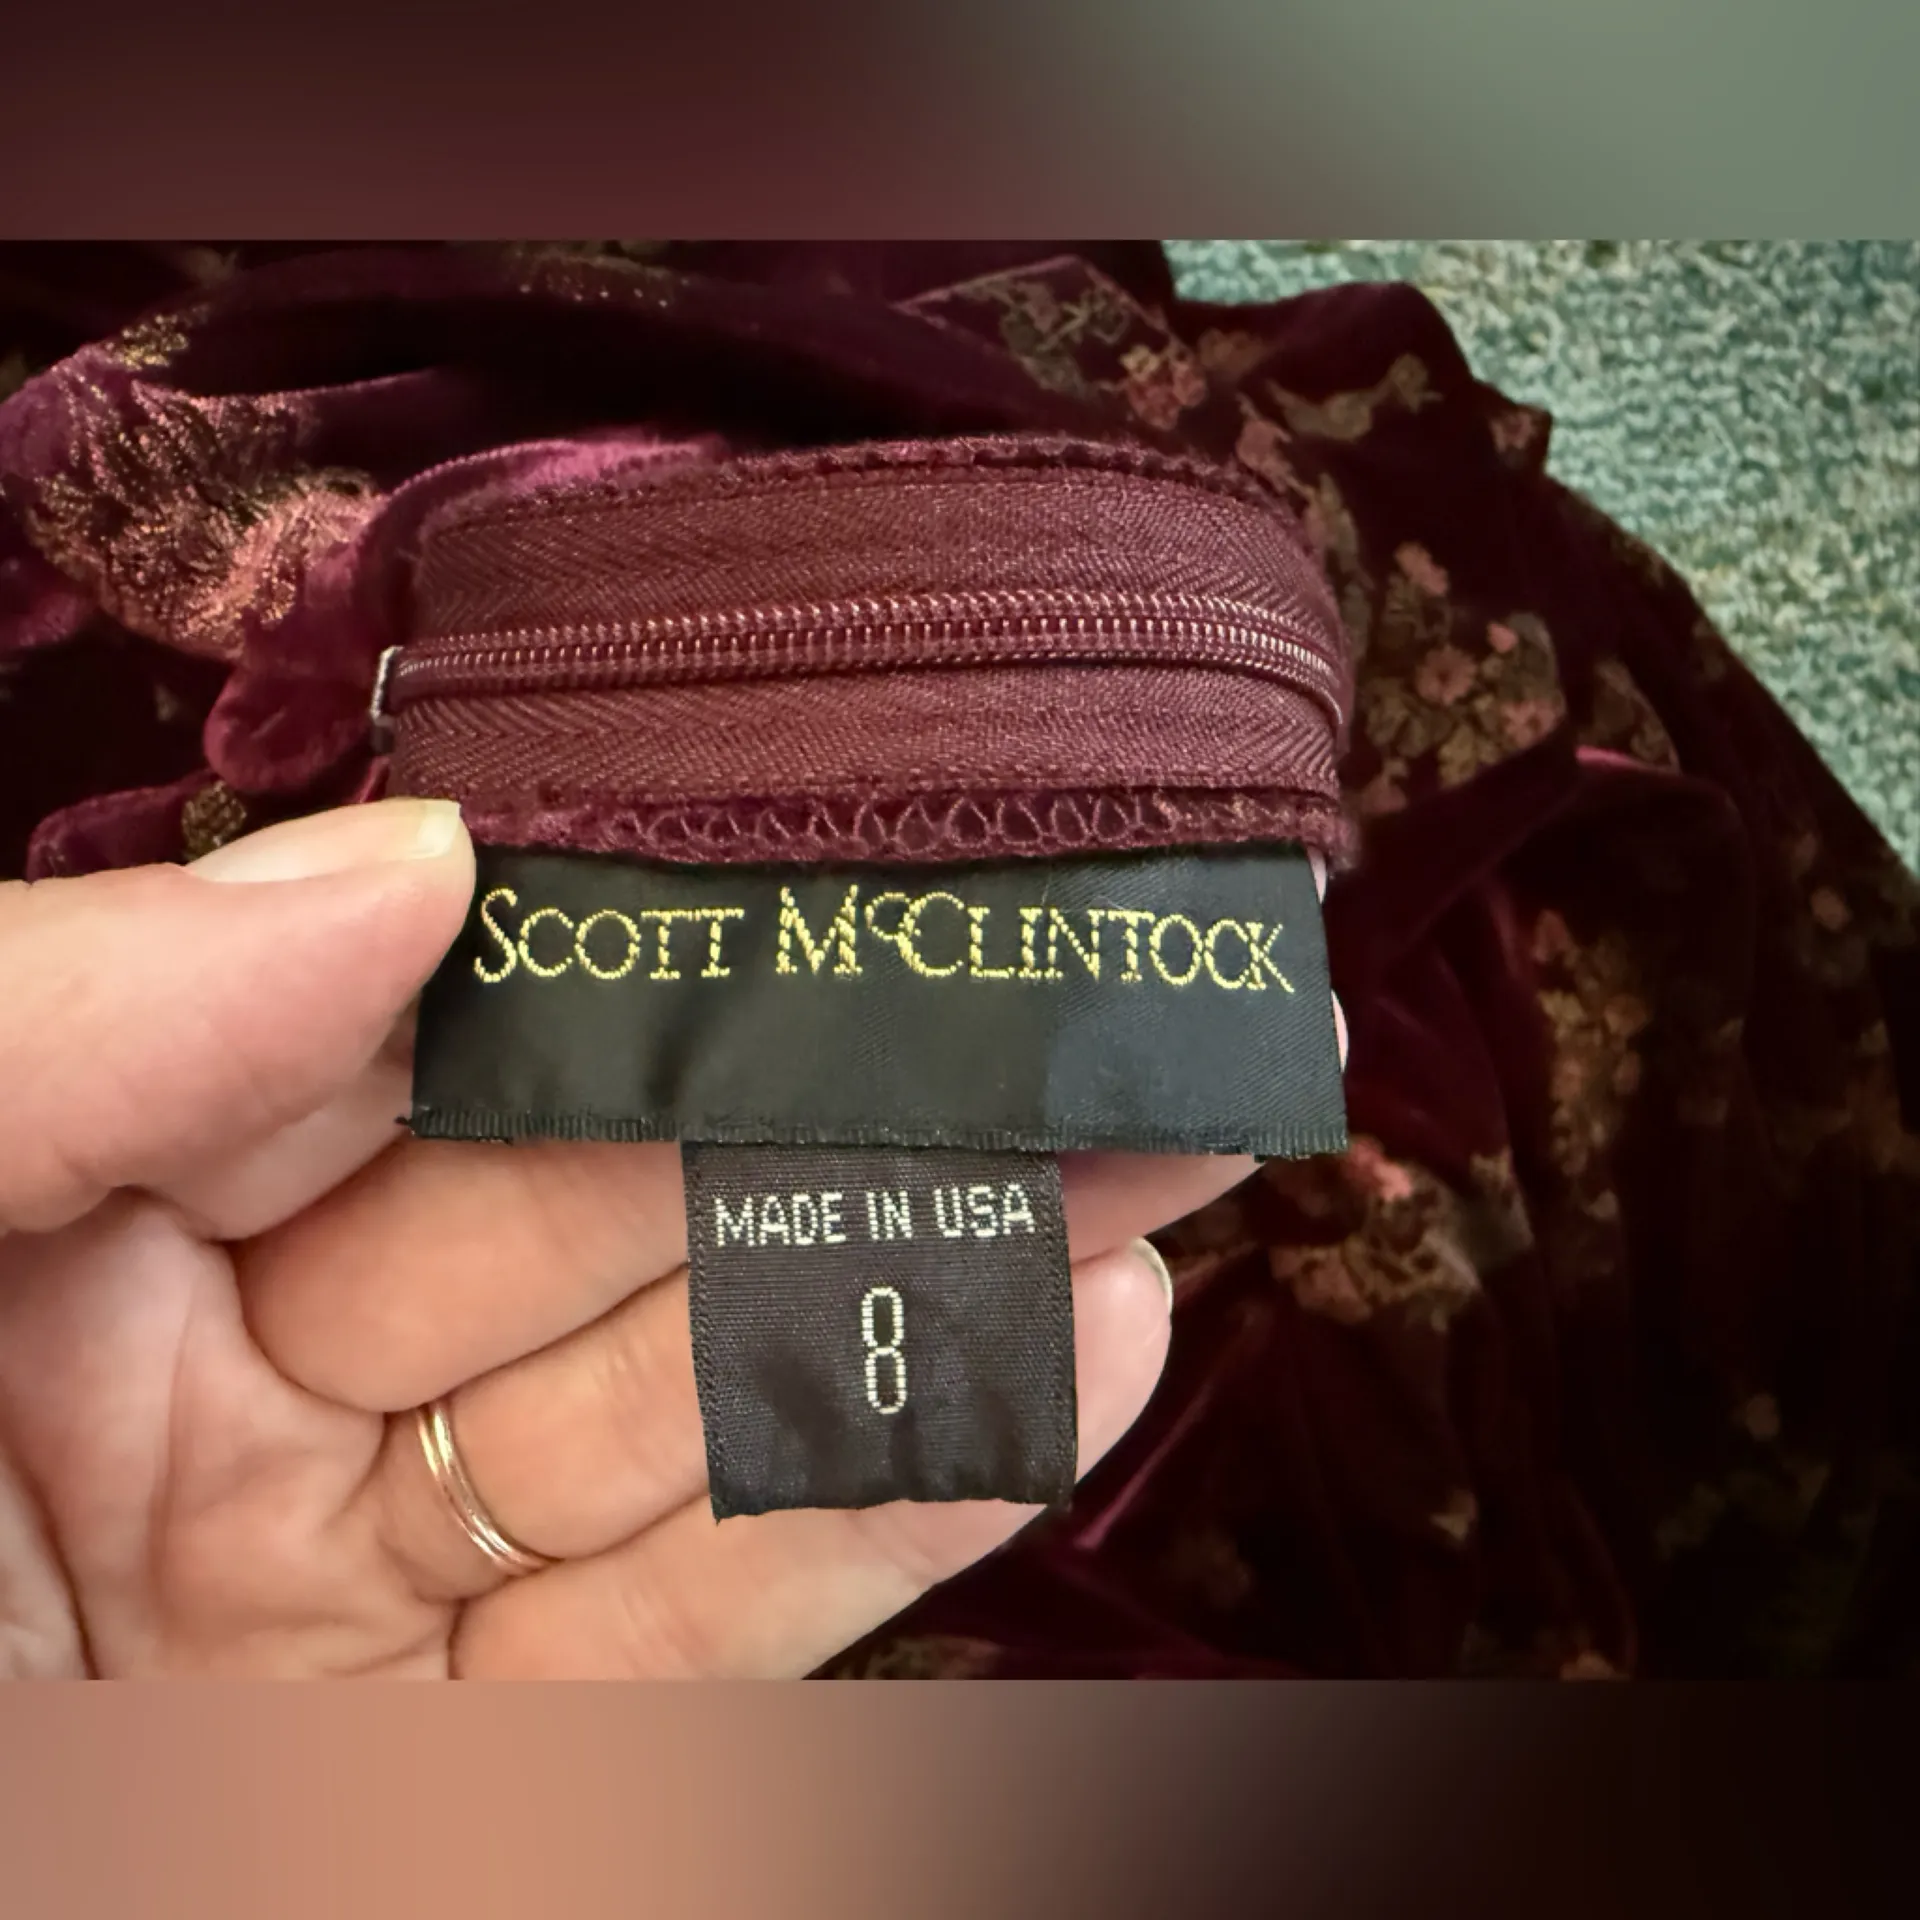 SCOTT McCLINTOCK
MADE IN USA
8